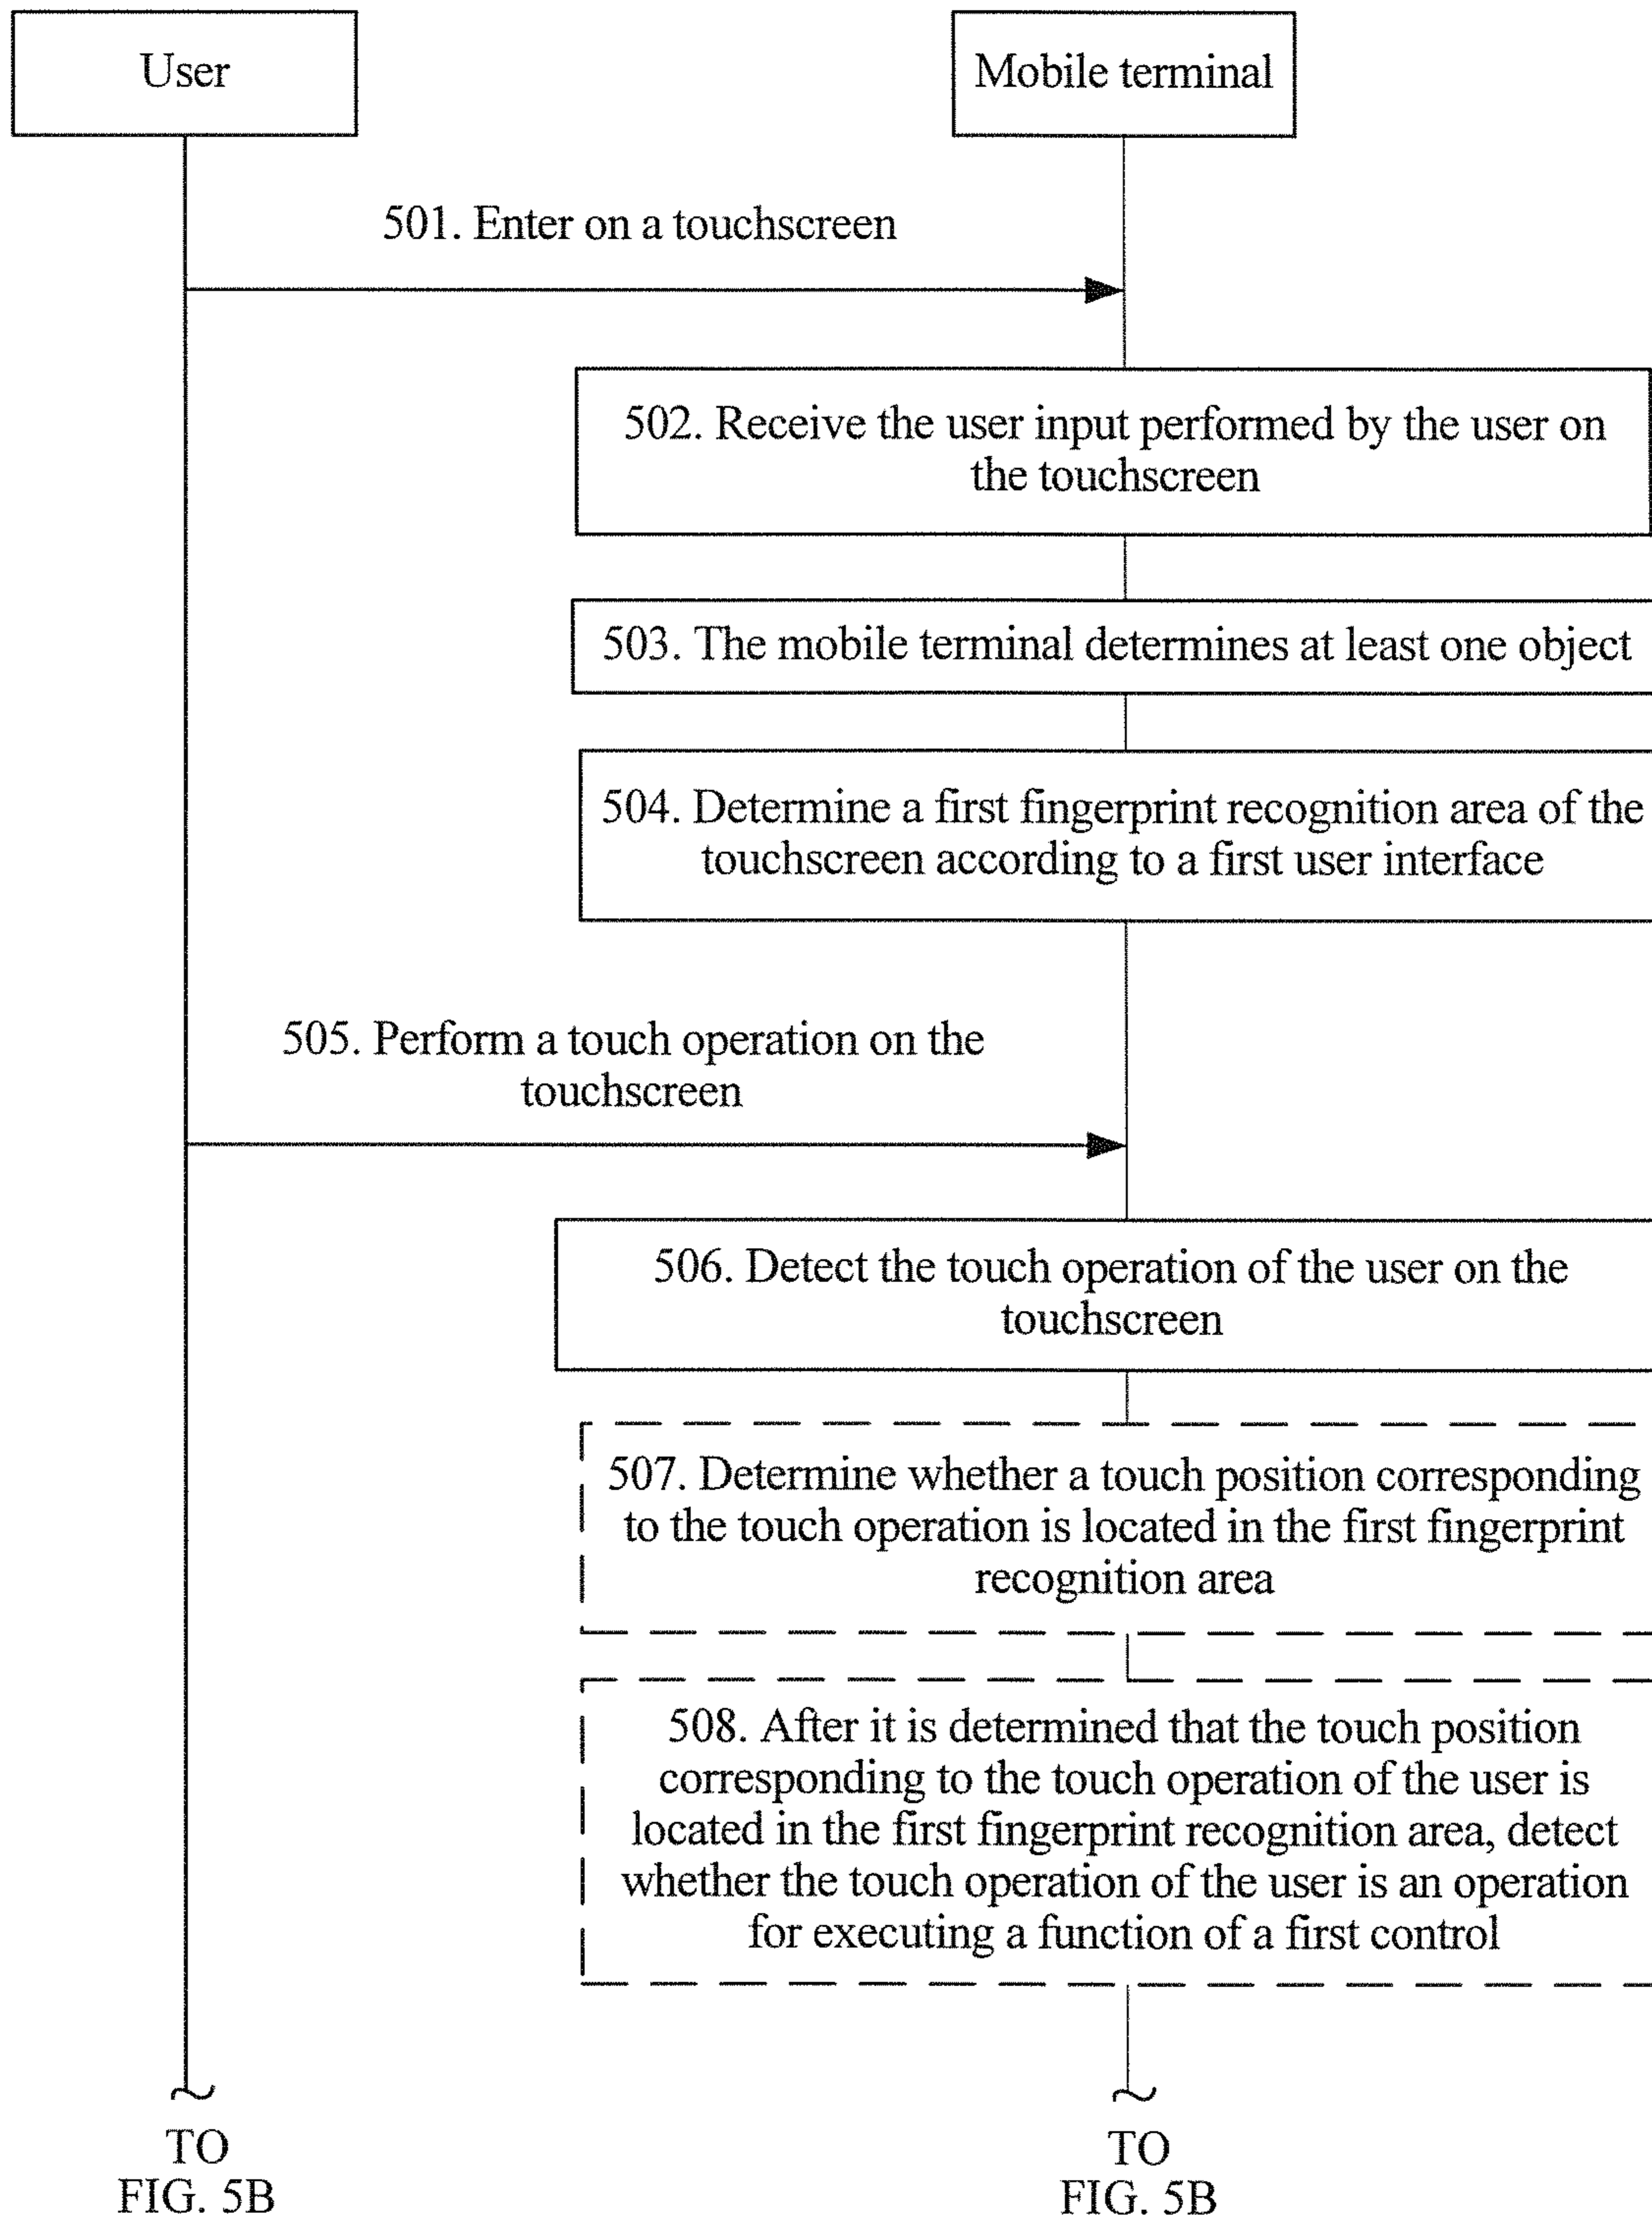 User
Mobile terminal
501. Enter on a touchscreen
502. Receive the user input performed by the user on
the touchscreen
503. The mobile terminal determines at least one object
504. Determine a first fingerprint recognition area of the
touchscreen according to a first user interface
505. Perform a touch operation on the
touchscreen
506. Detect the touch operation of the user on the
touchscreen
507. Determine whether a touch position corresponding
to the touch operation is located in the first fingerprint
recognition area
508. After it is determined that the touch position
corresponding to the touch operation of the user is
located in the first fingerprint recognition area, detect
whether the touch operation of the user is an operation
for executing a function of a first control
TO
FIG. 5B
TO
FIG. 5B